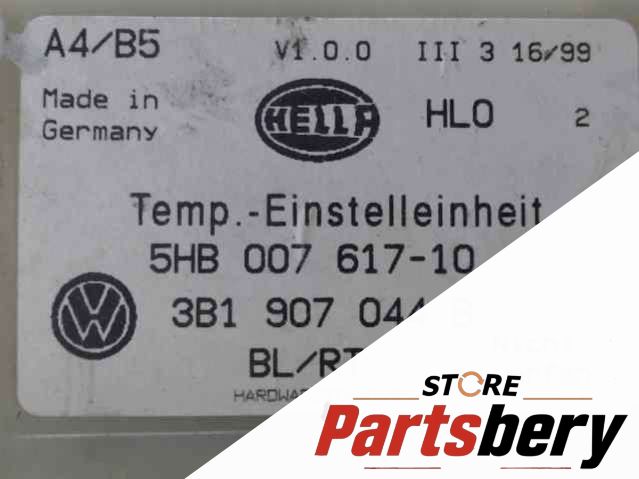 A4/B5 V1.0.0 III 3 16/99
Made in
Germany
HELLA HLO 2
Temp.-Einstelleinheit
5HB 007 617-10
3B1 907 044 B
BL/RT
STORE
Partsbery